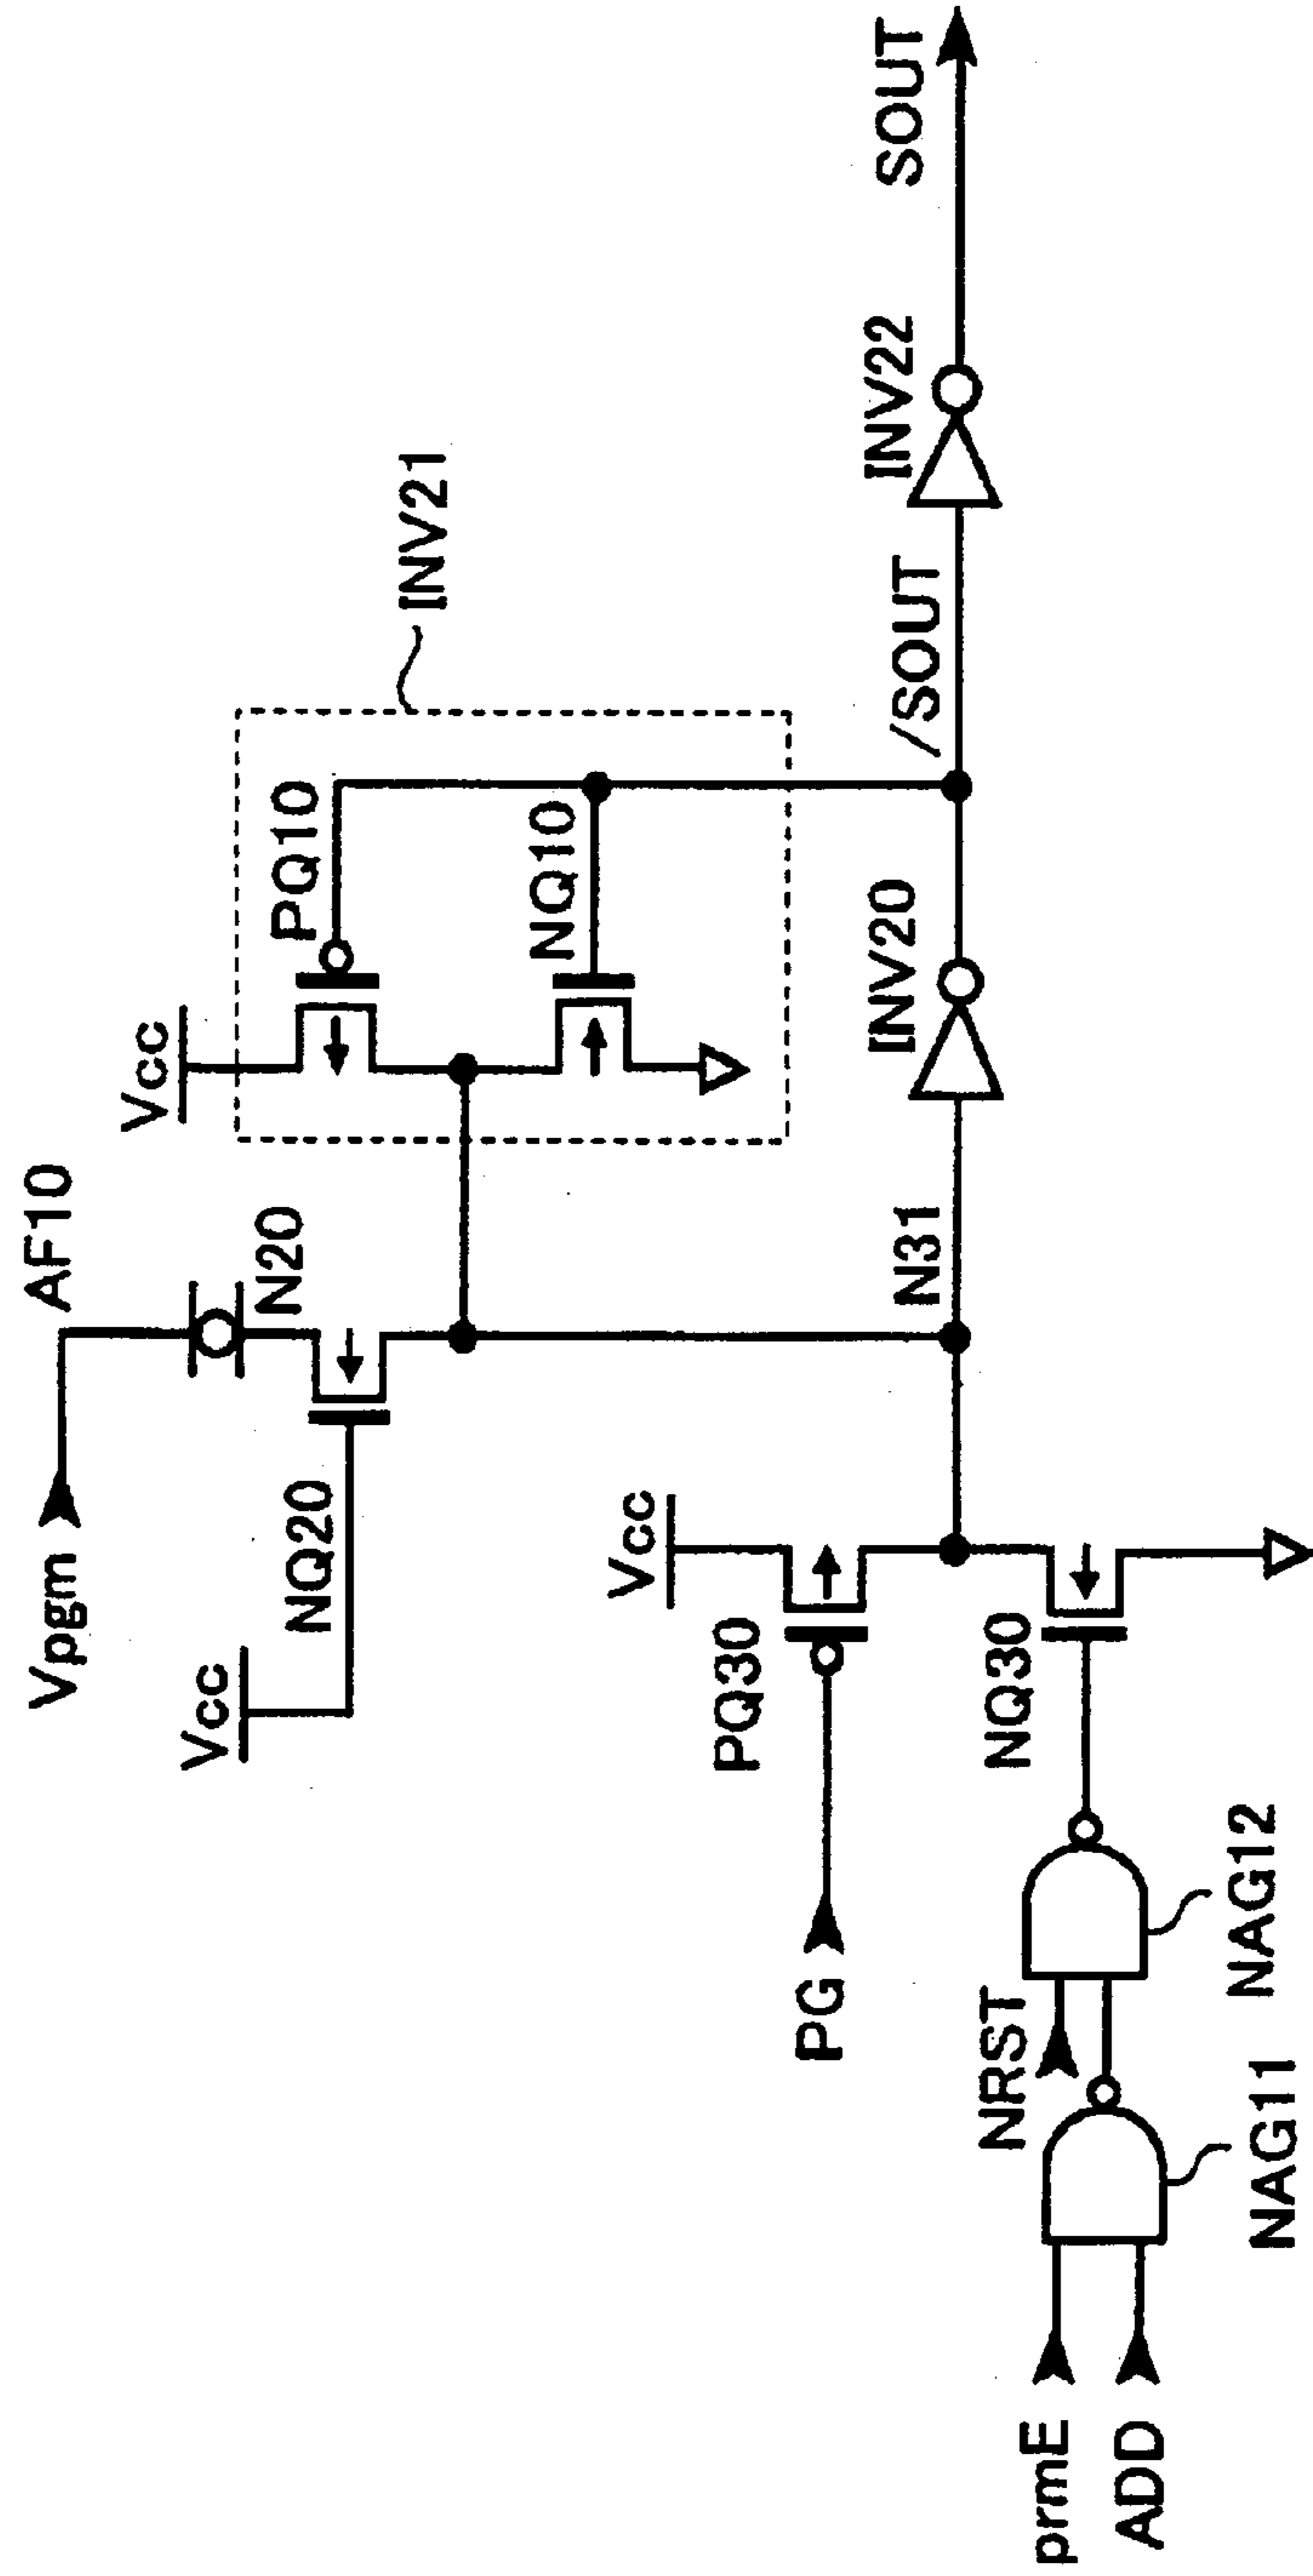 Vpgm
AF10
N20
Vcc
NQ20
Vcc
PQ10
NQ10
INV21
Vcc
PQ30
PG
NQ30
N31
INV20
/SOUT
INV22
SOUT
NRST
NAG12
prmE
ADD
NAG11